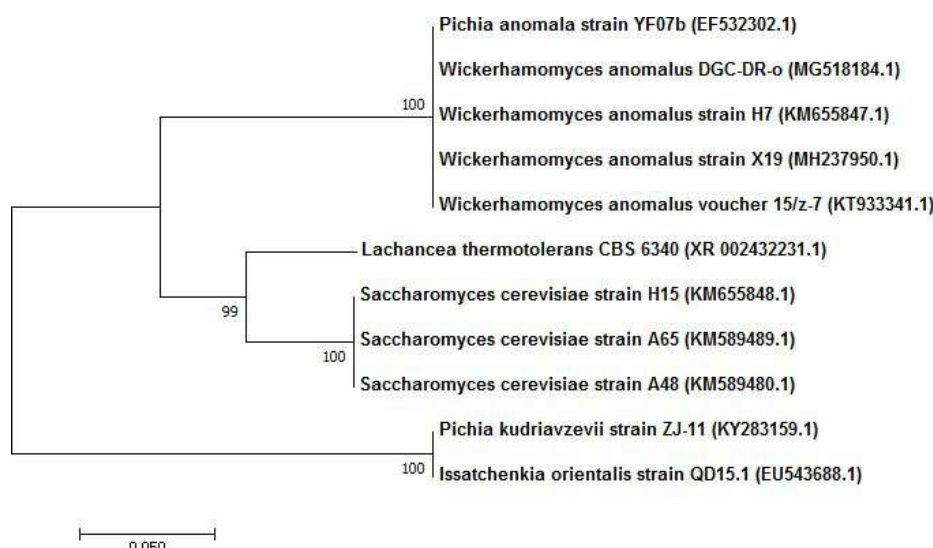 Pichia anomala strain YF07b (EF532302.1)
Wickerhamomyces anomalus DGC-DR-o (MG518184.1)
100
Wickerhamomyces anomalus strain H7 (KM655847.1)
Wickerhamomyces anomalus strain X19 (MH237950.1)
Wickerhamomyces anomalus voucher 15/z-7 (KT933341.1)
Lachancea thermotolerans CBS 6340 (XR 002432231.1)
Saccharomyces cerevisiae strain H15 (KM655848.1)
99
Saccharomyces cerevisiae strain A65 (KM589489.1)
100
Saccharomyces cerevisiae strain A48 (KM589480.1)
Pichia kudriavzevii strain ZJ-11 (KY283159.1)
100
Issatchenkia orientalis strain QD15.1 (EU543688.1)
0.050